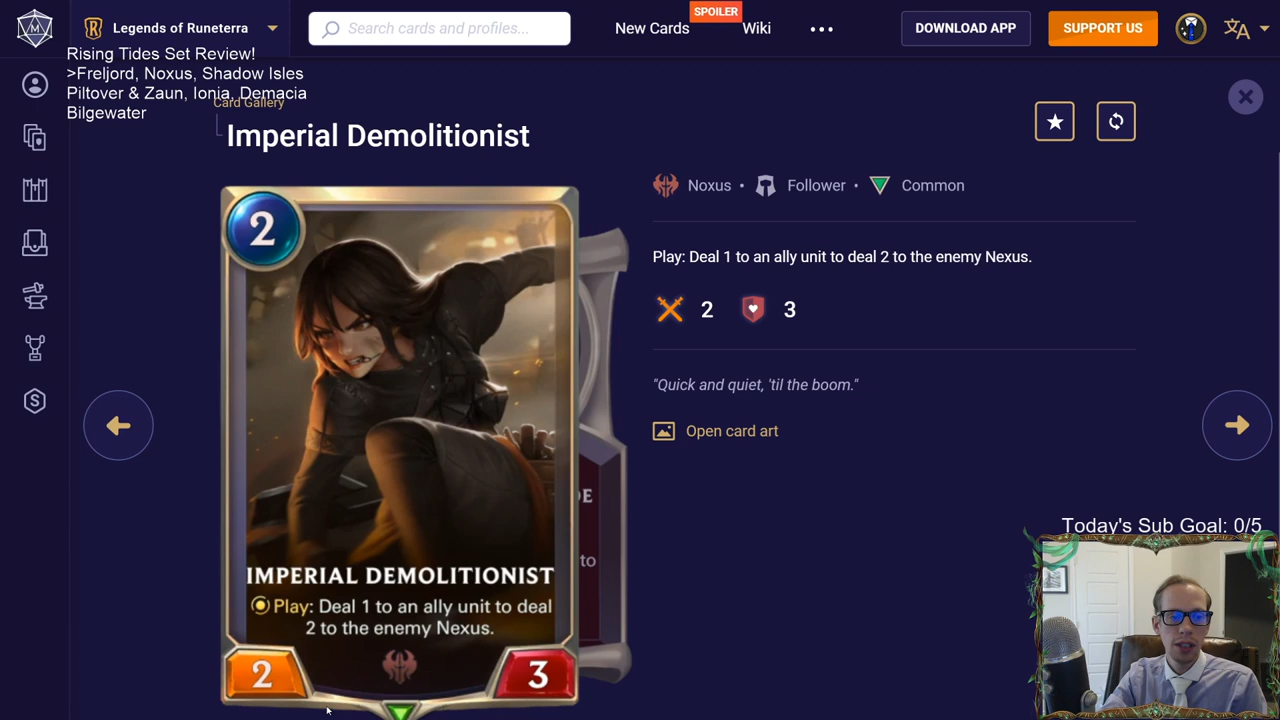 Legends of Runeterra
Search cards and profiles...
New Cards
SPOILER
Wiki
DOWNLOAD APP
SUPPORT US
Rising Tides Set Review!
>Freljord, Noxus, Shadow Isles
Piltover & Zaun, Ionia, Demacia
Bilgewater
Card Gallery
Imperial Demolitionist
Noxus • Follower • Common
Play: Deal 1 to an ally unit to deal 2 to the enemy Nexus.
2 3
"Quick and quiet, 'til the boom."
Open card art
2
IMPERIAL DEMOLITIONIST
Play: Deal 1 to an ally unit to deal
2 to the enemy Nexus.
2 3
DE
to
Today's Sub Goal: 0/5